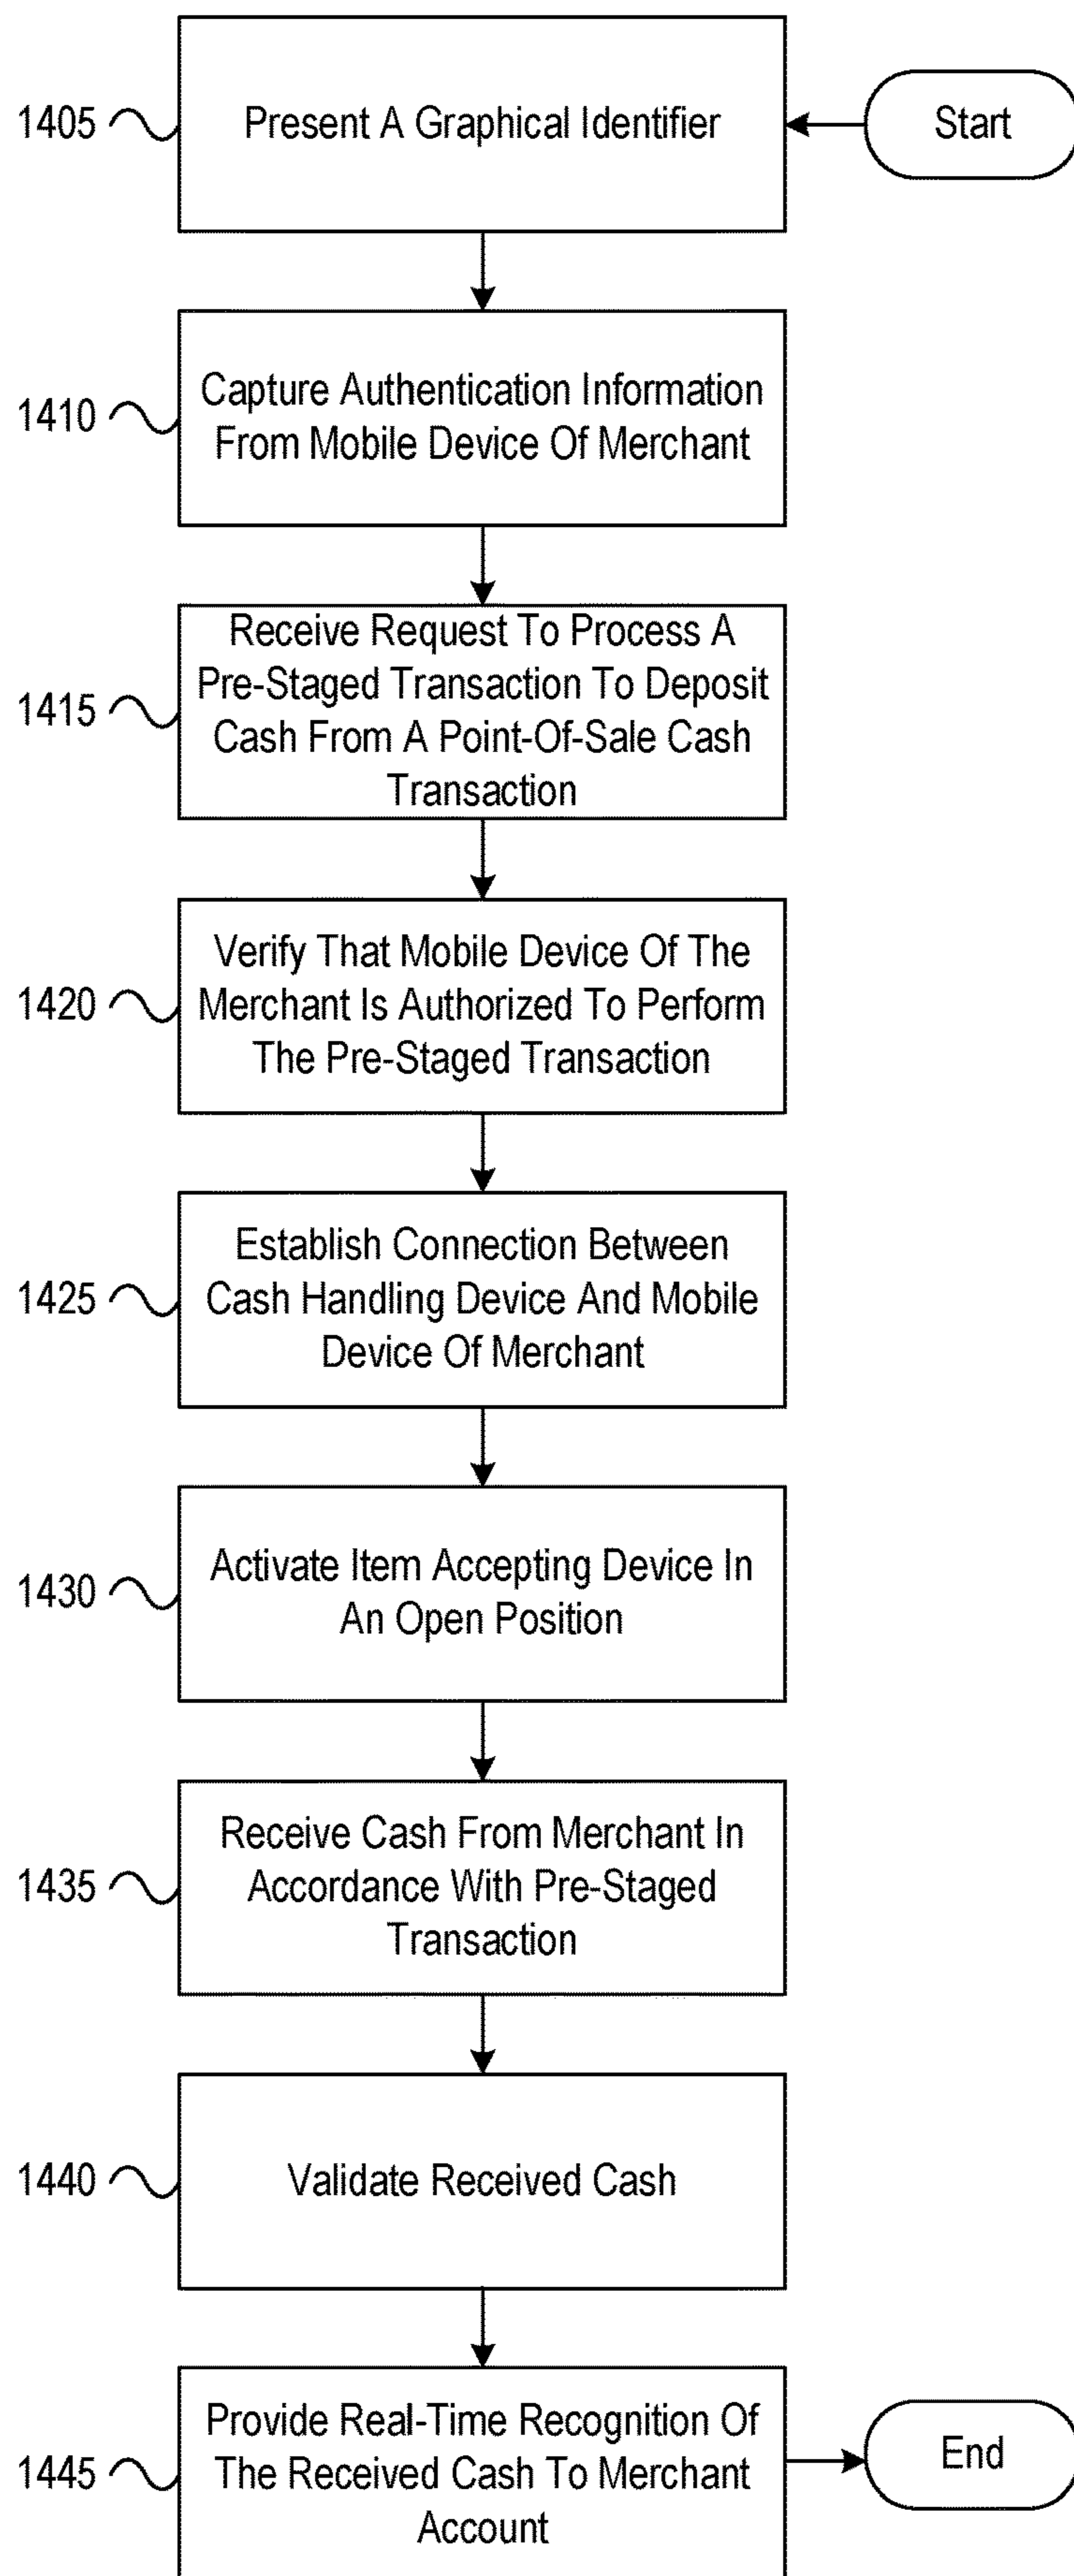 1405
Present A Graphical Identifier
Start
1410
Capture Authentication Information
From Mobile Device Of Merchant
1415
Receive Request To Process A
Pre-Staged Transaction To Deposit
Cash From A Point-Of-Sale Cash
Transaction
1420
Verify That Mobile Device Of The
Merchant Is Authorized To Perform
The Pre-Staged Transaction
1425
Establish Connection Between
Cash Handling Device And Mobile
Device Of Merchant
1430
Activate Item Accepting Device In
An Open Position
1435
Receive Cash From Merchant In
Accordance With Pre-Staged
Transaction
1440
Validate Received Cash
1445
Provide Real-Time Recognition Of
The Received Cash To Merchant
Account
End